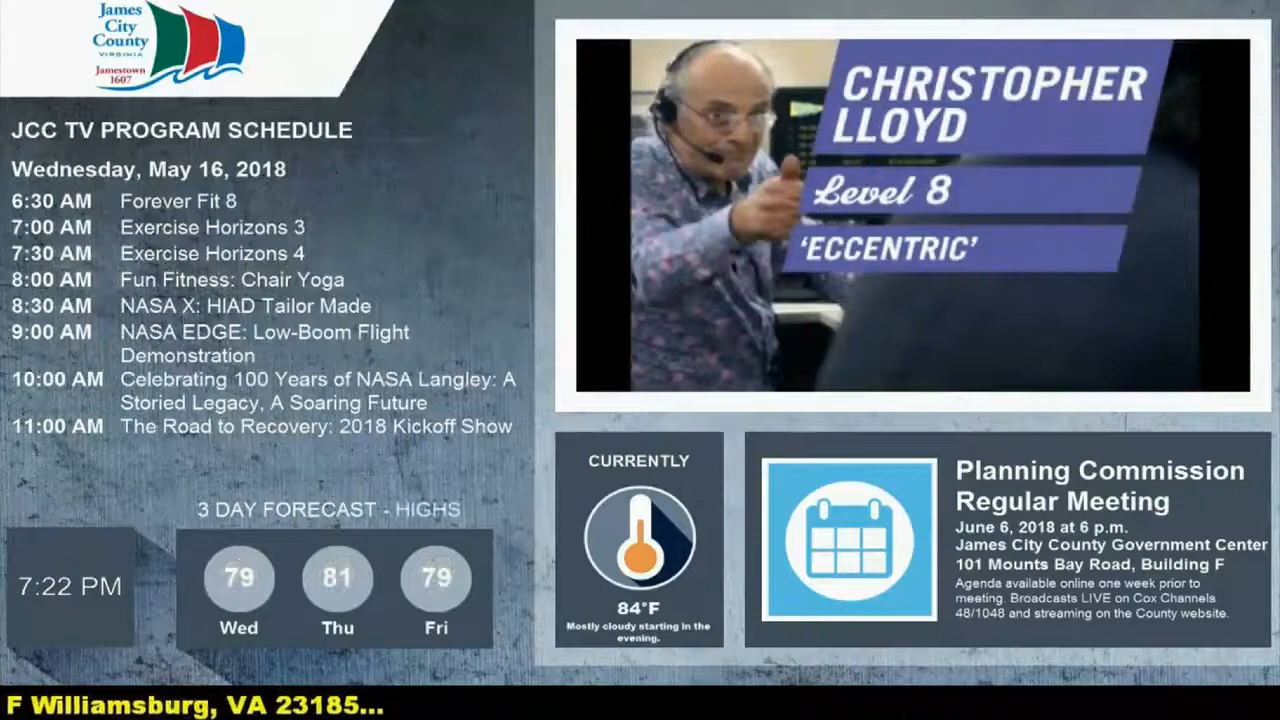 James
City
County
VIRGINIA
Jamestown
1607
JCC TV PROGRAM SCHEDULE
Wednesday, May 16, 2018
6:30 AM Forever Fit 8
7:00 AM Exercise Horizons 3
7:30 AM Exercise Horizons 4
8:00 AM Fun Fitness: Chair Yoga
8:30 AM NASA X: HIAD Tailor Made
9:00 AM NASA EDGE: Low-Boom Flight
Demonstration
10:00 AM Celebrating 100 Years of NASA Langley: A
Storied Legacy, A Soaring Future
11:00 AM The Road to Recovery: 2018 Kickoff Show
3 DAY FORECAST - HIGHS
7:22 PM
79 81 79
Wed Thu Fri
CHRISTOPHER
LLOYD
Level 8
'ECCENTRIC'
CURRENTLY
84°F
Mostly cloudy starting in the
evening.
Planning Commission
Regular Meeting
June 6, 2018 at 6 p.m.
James City County Government Center
101 Mounts Bay Road, Building F
Agenda available online one week prior to
meeting. Broadcasts LIVE on Cox Channels
48/1048 and streaming on the County website.
F Williamsburg, VA 23185...